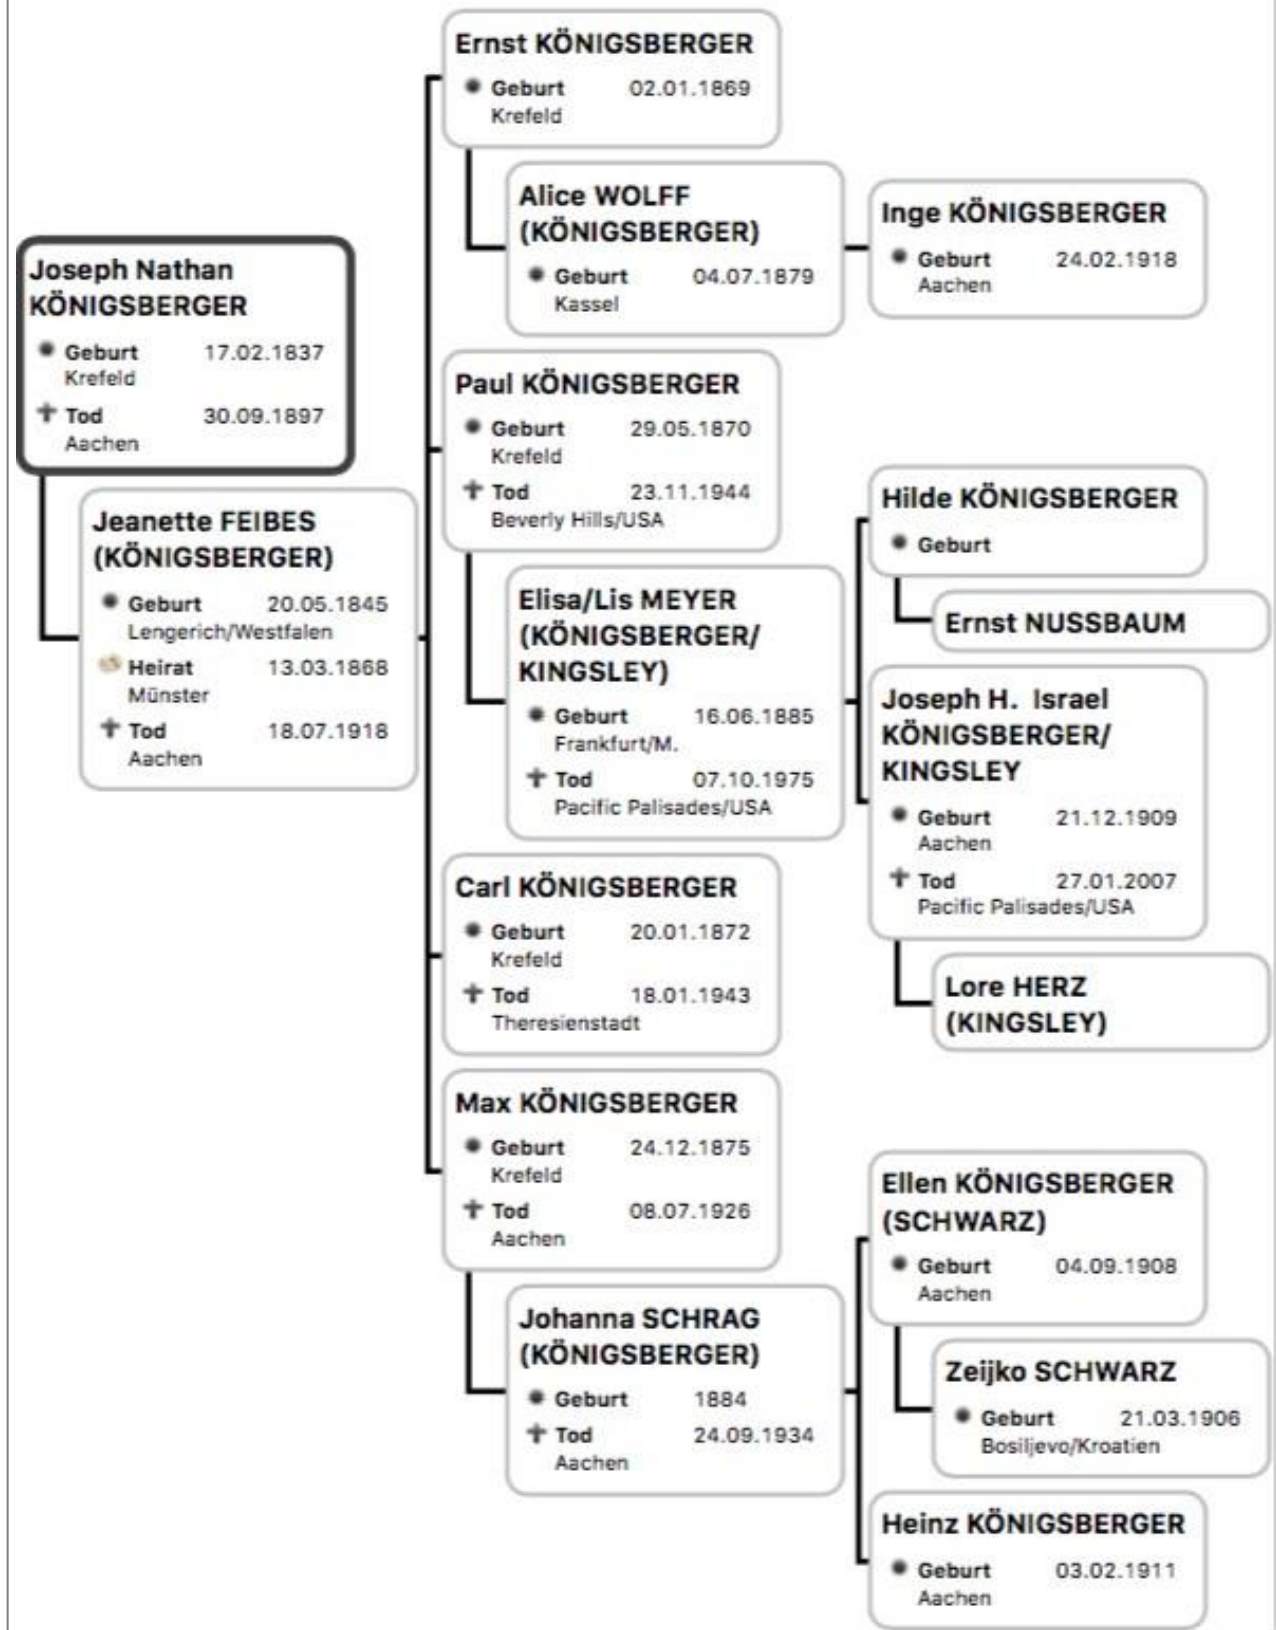 Joseph Nathan
KÖNIGSBERGER
Geburt 17.02.1837
Krefeld
Tod 30.09.1897
Aachen
Jeanette FEIBES
(KÖNIGSBERGER)
Geburt 20.05.1845
Lengerich/Westfalen
Heirat 13.03.1868
Münster
Tod 18.07.1918
Aachen
Ernst KÖNIGSBERGER
Geburt 02.01.1869
Krefeld
Alice WOLFF
(KÖNIGSBERGER)
Geburt 04.07.1879
Kassel
Inge KÖNIGSBERGER
Geburt 24.02.1918
Aachen
Paul KÖNIGSBERGER
Geburt 29.05.1870
Krefeld
Tod 23.11.1944
Beverly Hills/USA
Elisa/Lis MEYER
(KÖNIGSBERGER/
KINGSLEY)
Geburt 16.06.1885
Frankfurt/M.
Tod 07.10.1975
Pacific Palisades/USA
Hilde KÖNIGSBERGER
Geburt
Ernst NUSSBAUM
Joseph H. Israel
KÖNIGSBERGER/
KINGSLEY
Geburt 21.12.1909
Aachen
Tod 27.01.2007
Pacific Palisades/USA
Lore HERZ
(KINGSLEY)
Carl KÖNIGSBERGER
Geburt 20.01.1872
Krefeld
Tod 18.01.1943
Theresienstadt
Max KÖNIGSBERGER
Geburt 24.12.1875
Krefeld
Tod 08.07.1926
Aachen
Johanna SCHRAG
(KÖNIGSBERGER)
Geburt 1884
Tod 24.09.1934
Aachen
Ellen KÖNIGSBERGER
(SCHWARZ)
Geburt 04.09.1908
Aachen
Zeijko SCHWARZ
Geburt 21.03.1906
Bosiljevo/Kroatien
Heinz KÖNIGSBERGER
Geburt 03.02.1911
Aachen